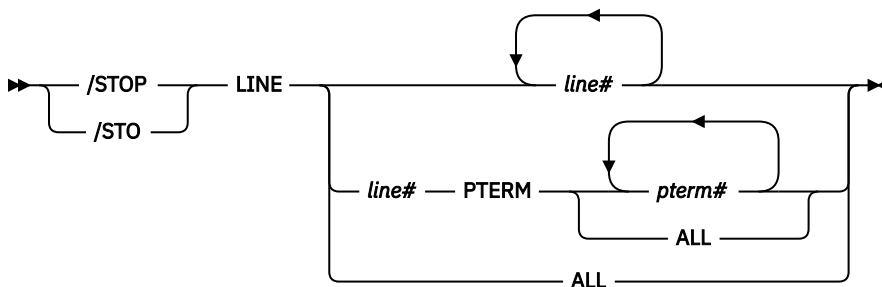 /STOP LINE line#
/STO
line# PTERM pterm#
ALL
ALL